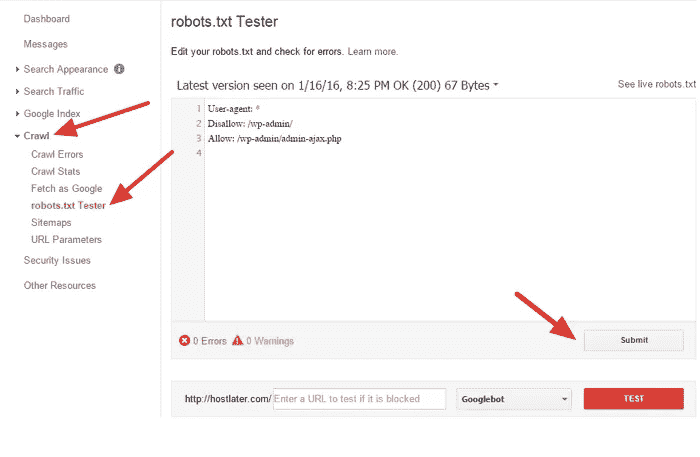 Dashboard
Messages
Search Appearance
Search Traffic
Google Index
Crawl
Crawl Errors
Crawl Stats
Fetch as Google
robots.txt Tester
Sitemaps
URL Parameters
Security Issues
Other Resources
robots.txt Tester
Edit your robots.txt and check for errors. Learn more.
Latest version seen on 1/16/16, 8:25 PM OK (200) 67 Bytes
See live robots.txt
1 User-agent: *
2 Disallow: /wp-admin/
3 Allow: /wp-admin/admin-ajax.php
4
0 Errors 0 Warnings
Submit
http://hostlater.com/ Enter a URL to test if it is blocked Googlebot TEST